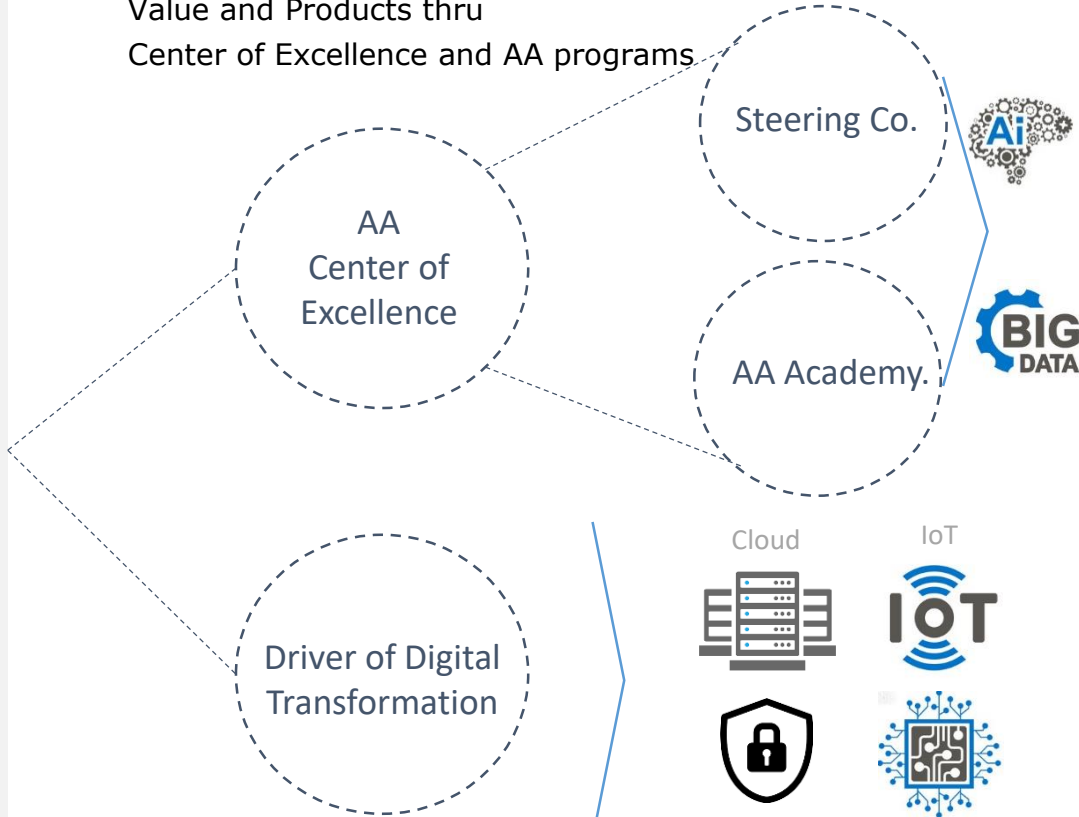 Value and Products thru
Center of Excellence and AA programs
Steering Co.
Ai
AA
Center of
Excellence
BIG
DATA
AA Academy.
Cloud
IoT
IoT
Driver of Digital
Transformation